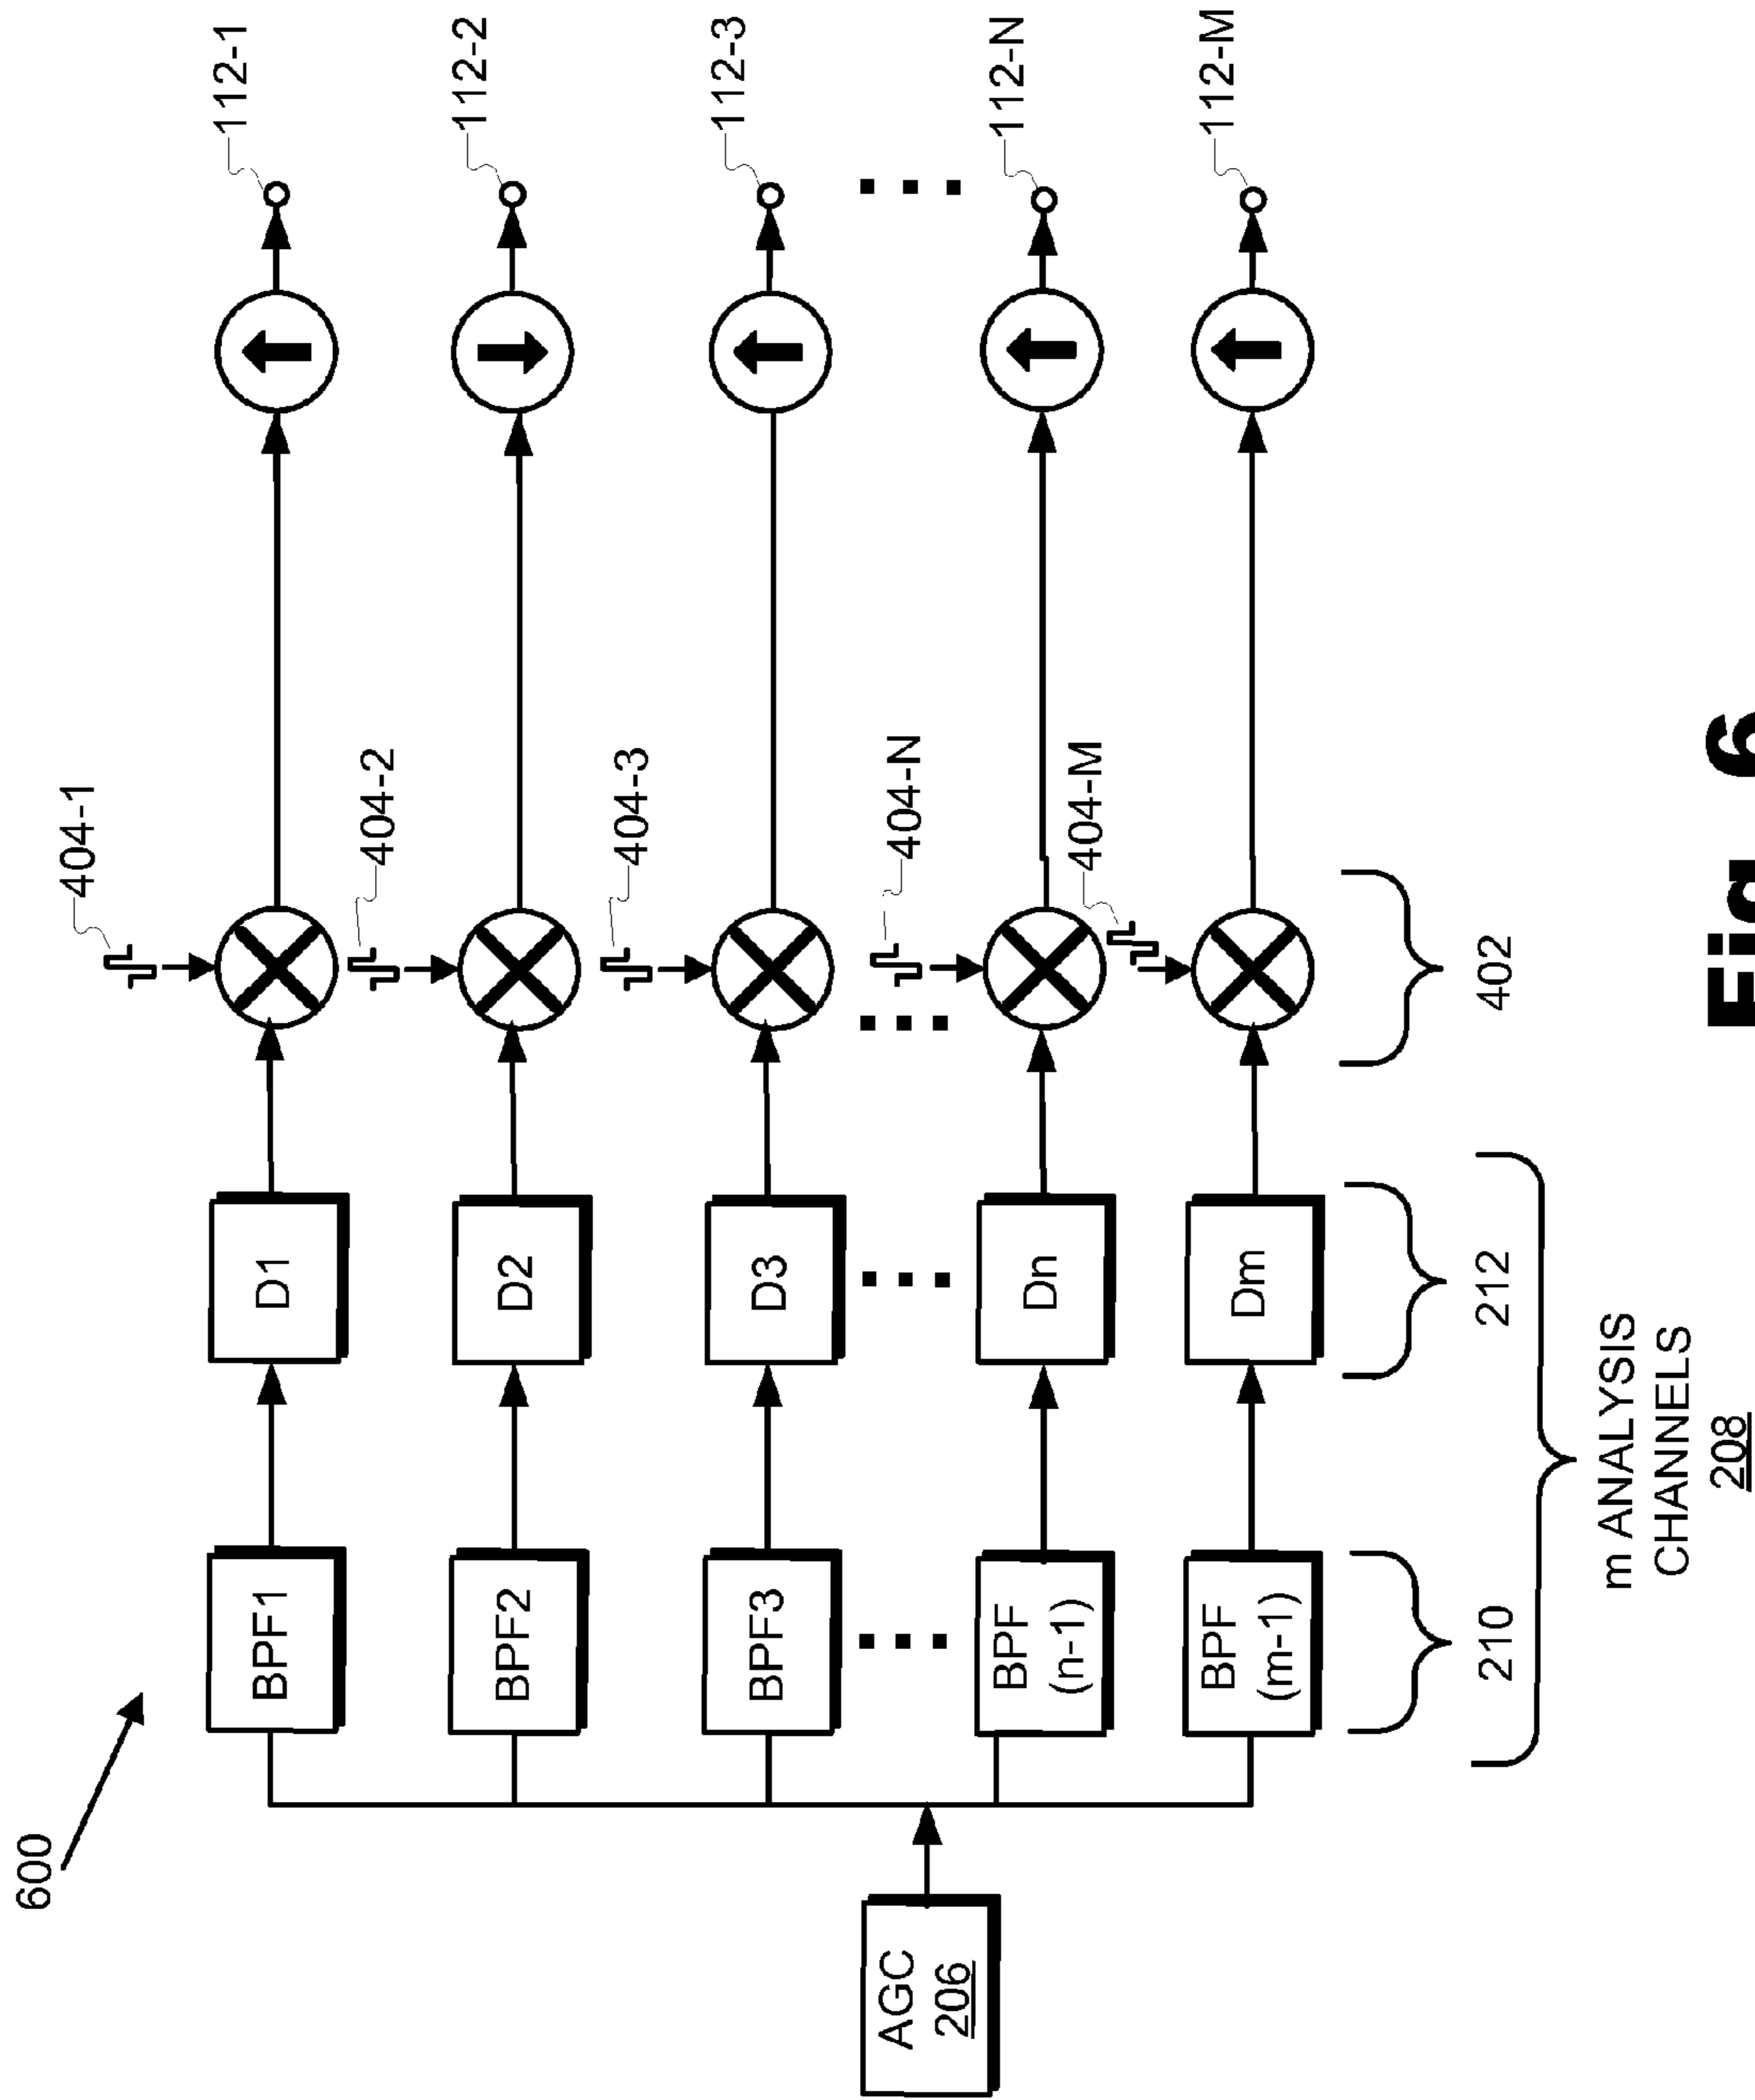 600
404-1
112-1
BPF1
D1
404-2
112-2
BPF2
D2
404-3
112-3
BPF3
D3
AGC
206
404-N
112-N
BPF
(n-1)
Dn
404-M
112-M
BPF
(m-1)
Dm
210
212
402
m ANALYSIS
CHANNELS
208
Fig. 6